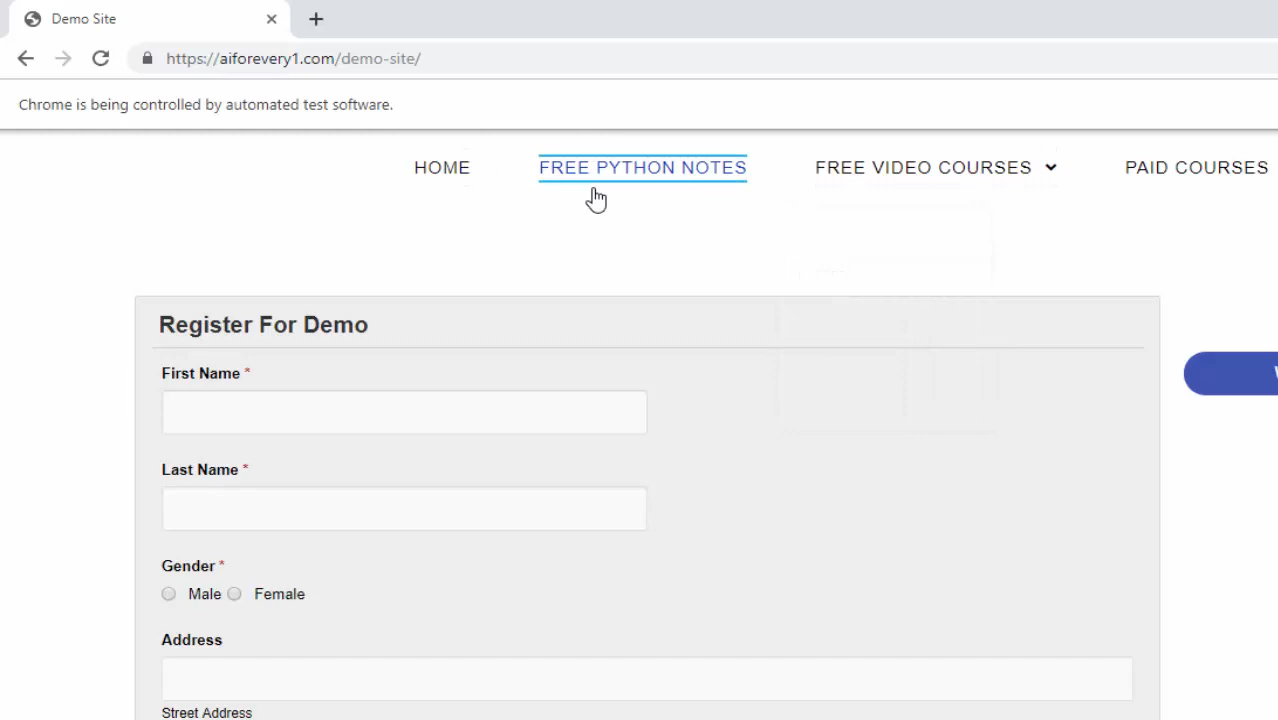 Demo Site
https://aiforevery1.com/demo-site/
Chrome is being controlled by automated test software.
HOME FREE PYTHON NOTES FREE VIDEO COURSES PAID COURSES
Register For Demo
First Name *
Last Name *
Gender *
Male Female
Address
Street Address